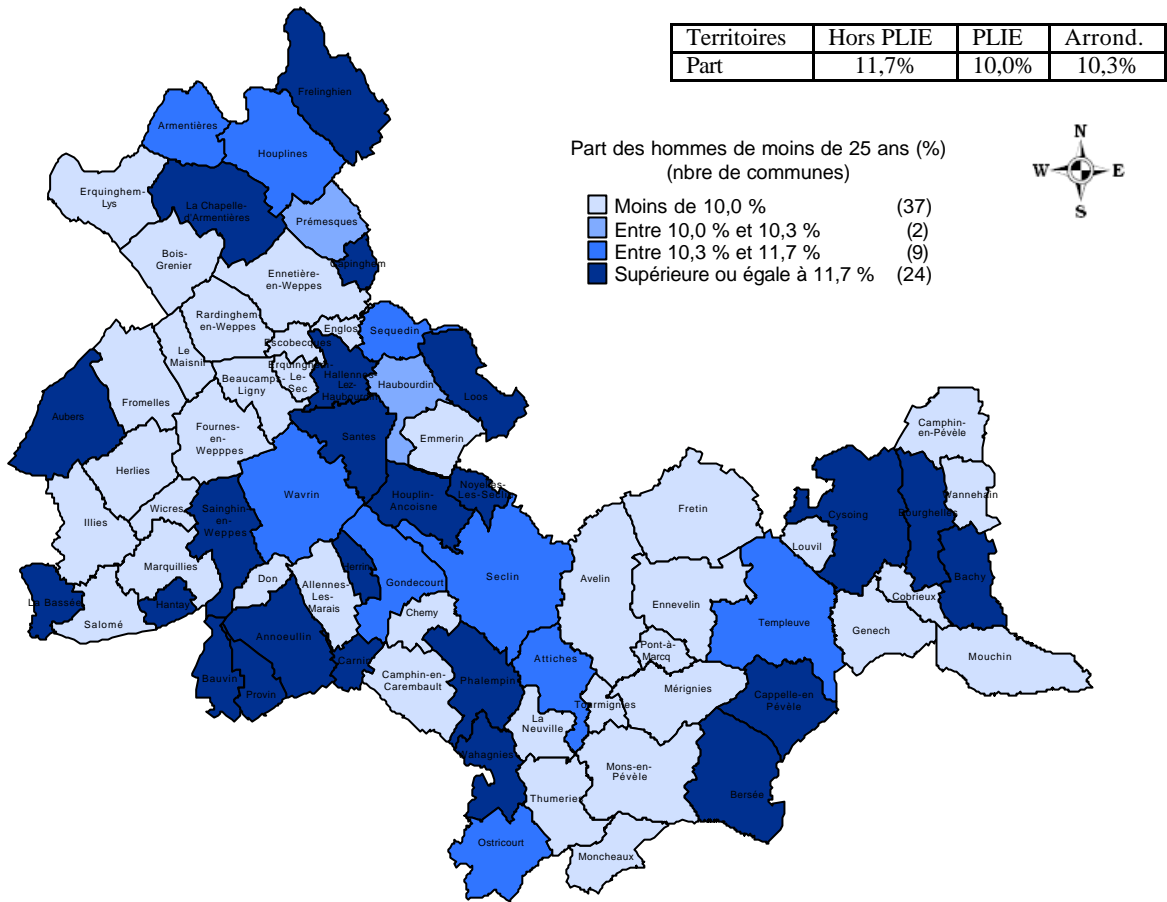 Territoires Hors PLIE PLIE Arrond.
Part 11,7% 10,0% 10,3%
Part des hommes de moins de 25 ans (%)
(nbre de communes)
Moins de 10,0 % (37)
Entre 10,0 % et 10,3 % (2)
Entre 10,3 % et 11,7 % (9)
Supérieure ou égale à 11,7 % (24)
N
W E
S
Frelinghien
Armentières
Houplines
Erquinghem-
Lys
La Chapelle-
d'Armentières
Prémesques
Bois-
Grenier
Capinghem
Ennetière-
en-Weppes
Rardinghem
en-Weppes
Englos
Sequedin
Escobecques
Le
Maisnil
Erquinghem-
Le-
Sec
Beaucamps-
Ligny
Hallennes-
Lez-
Haubourdin
Haubourdin
Loos
Aubers
Fromelles
Fournes-
en-
Wepppes
Santes
Emmerin
Camphin-
en-Pévèle
Herlies
Wavrin
Houplin-
Ancoisne
Noyelles-
Les-Seclin
Wannehain
Illies
Wicres
Sainghin-
en-
Weppes
Fretin
Cysoing
Bourghelles
Louvil
Marquillies
Don
Allennes-
Les-
Marais
Herrin
Gondecourt
Seclin
Avelin
Ennevelin
Bachy
Cobrieux
La Bassée
Hantay
Salomé
Chemy
Templeuve
Genech
Annoeullin
Carnin
Attiches
Pont-à-
Marcq
Mouchin
Bauvin
Provin
Camphin-en-
Carembault
Phalempin
Mérignies
Cappelle-en
Pévèle
Tourmignies
La
Neuville
Wahagnies
Mons-en-
Pévèle
Bersée
Thumeries
Ostricourt
Moncheaux